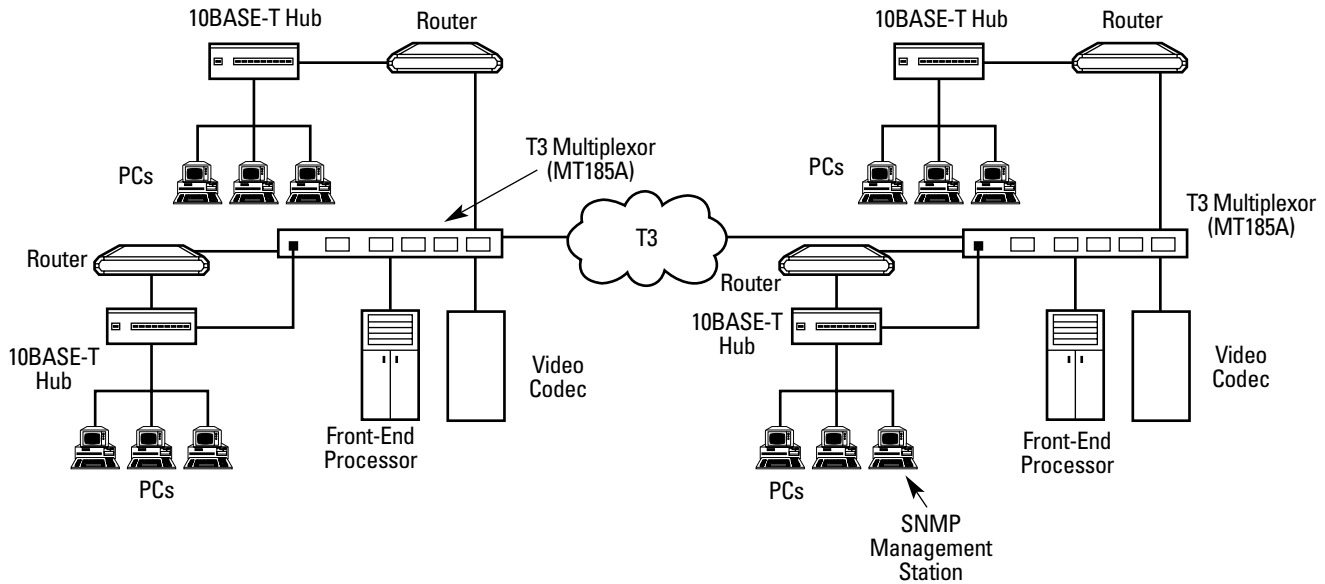 10BASE-T Hub
Router
PCs
T3 Multiplexor
(MT185A)
Router
10BASE-T
Hub
PCs
Front-End
Processor
Video
Codec
T3
10BASE-T Hub
Router
PCs
T3 Multiplexor
(MT185A)
Router
10BASE-T
Hub
PCs
SNMP
Management
Station
Front-End
Processor
Video
Codec